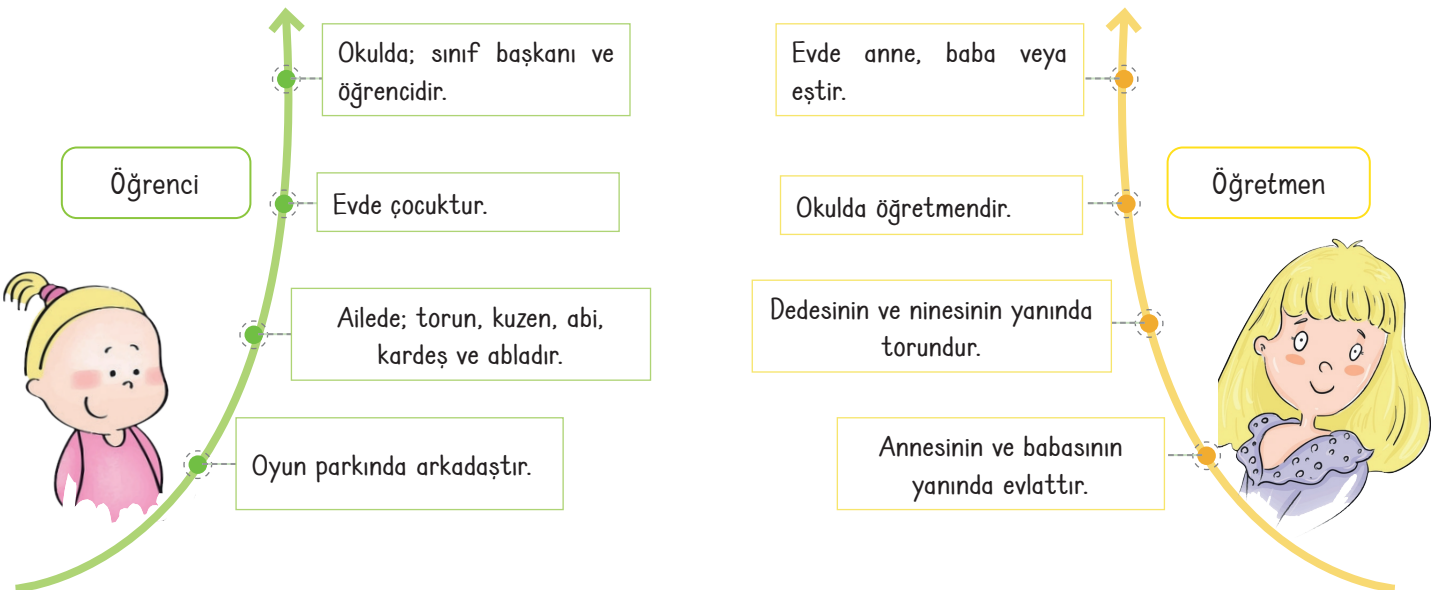 Öğrenci
Okulda; sınıf başkanı ve
öğrencidir.
Evde çocuktur.
Ailede; torun, kuzen, abi,
kardeş ve abladır.
Oyun parkında arkadaştır.
Öğretmen
Evde anne, baba veya
eştir.
Okulda öğretmendir.
Dedesinin ve ninesinin yanında
torundur.
Annesinin ve babasının
yanında evlattır.